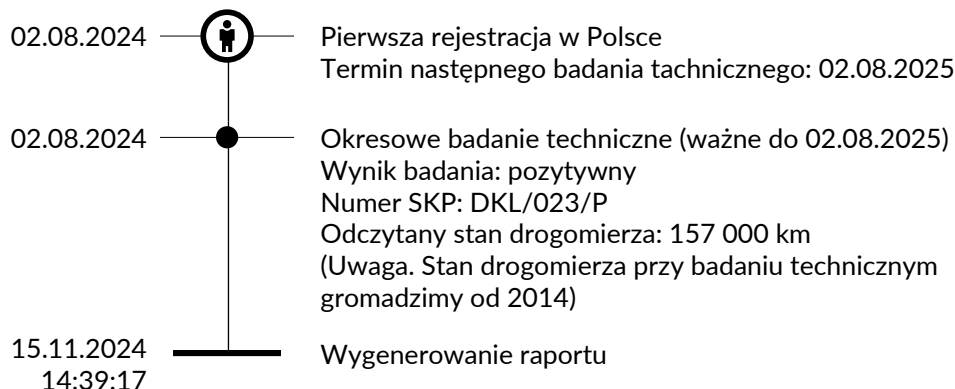 02.08.2024
Pierwsza rejestracja w Polsce
Termin następnego badania tachnicznego: 02.08.2025
02.08.2024
Okresowe badanie techniczne (ważne do 02.08.2025)
Wynik badania: pozytywny
Numer SKP: DKL/023/P
Odczytany stan drogomierza: 157 000 km
(Uwaga. Stan drogomierza przy badaniu technicznym
gromadzimy od 2014)
15.11.2024
14:39:17
Wygenerowanie raportu